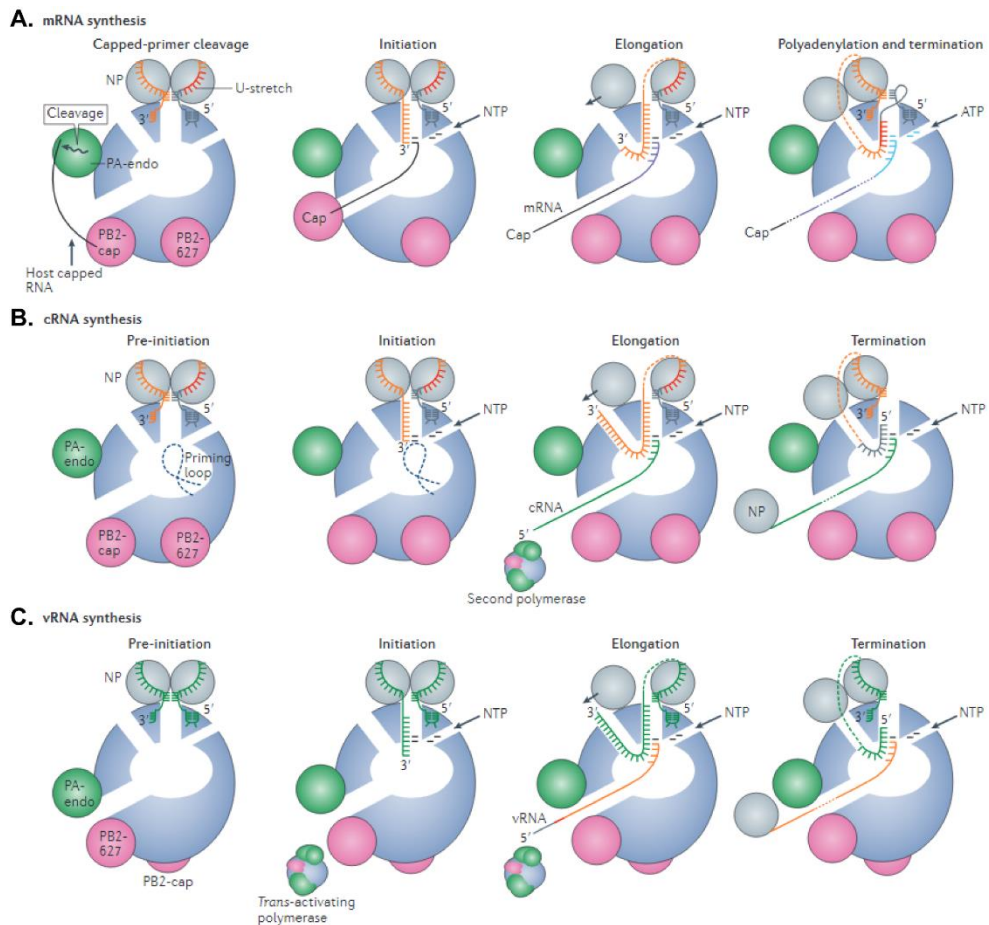 A. mRNA synthesis
Capped-primer cleavage
NP
U-stretch
3′
5′
Cleavage
PA-endo
PB2-
cap
PB2-
627
Host capped
RNA
Initiation
5′
NTP
3′
Cap
Elongation
5′
NTP
3′
mRNA
Cap
Polyadenylation and termination
5′
ATP
Cap
B. cRNA synthesis
Pre-initiation
NP
3′
5′
PA-
endo
Priming
loop
PB2-
cap
PB2-
627
Initiation
5′
NTP
3′
Elongation
3′
5′
NTP
cRNA
5′
Second polymerase
Termination
3′
5′
NTP
NP
C. vRNA synthesis
Pre-initiation
NP
3′
5′
PA-
endo
PB2-
627
PB2-cap
Initiation
5′
NTP
3′
Trans-activating
polymerase
Elongation
3′
5′
NTP
vRNA
5′
Termination
3′
5′
NTP